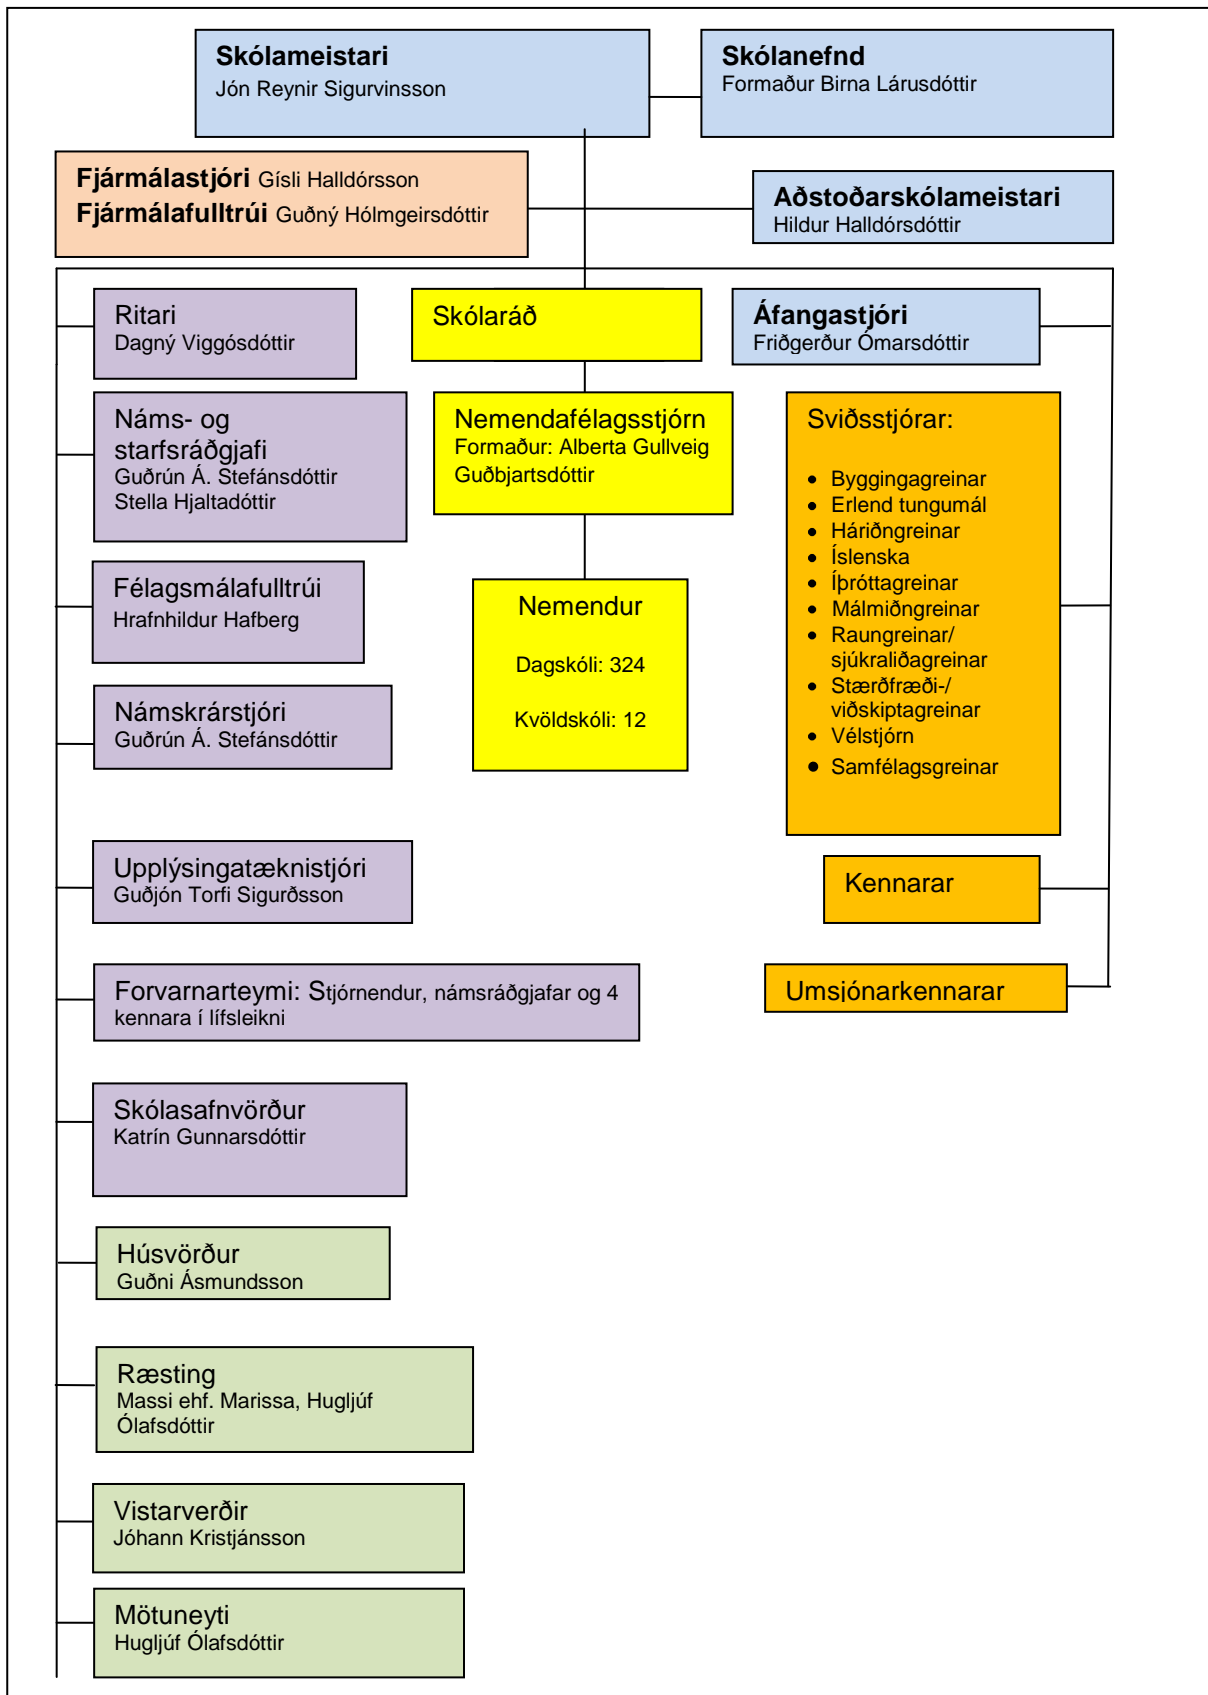 Skólameistari
Jón Reynir Sigurvinsson
Skólanefnd
Formaður Birna Lárusdóttir
Fjármálastjóri Gísli Halldórsson
Fjármálafulltrúi Guðný Hólmgeirsdóttir
Aðstoðarskólameistari
Hildur Halldórsdóttir
Ritari
Dagný Viggósdóttir
Skólaráð
Áfangastjóri
Friðgerður Ómarsdóttir
Náms- og
starfsráðgjafi
Guðrún Á. Stefánsdóttir
Stella Hjaltadóttir
Nemendafélagsstjórn
Formaður: Alberta Gullveig
Guðbjartsdóttir
Sviðsstjórar:
• Byggingagreinar
• Erlend tungumál
• Háriðngreinar
• Íslenska
• Íþróttagreinar
• Málmiðngreinar
• Raungreinar/
sjúkraliðagreinar
• Stærðfræði-/
viðskiptagreinar
• Vélstjórn
• Samfélagsgreinar
Félagsmálafulltrúi
Hrafnhildur Hafberg
Nemendur
Dagskóli: 324
Kvöldskóli: 12
Námskrárstjóri
Guðrún Á. Stefánsdóttir
Upplýsingatæknistjóri
Guðjón Torfi Sigurðsson
Kennarar
Forvarnarteymi: Stjórnendur, námsráðgjafar og 4
kennara í lífsleikni
Umsjónarkennarar
Skólasafnvörður
Katrín Gunnarsdóttir
Húsvörður
Guðni Ásmundsson
Ræsting
Massi ehf. Marissa, Hugljúf
Ólafsdóttir
Vistarverðir
Jóhann Kristjánsson
Mötuneyti
Hugljúf Ólafsdóttir